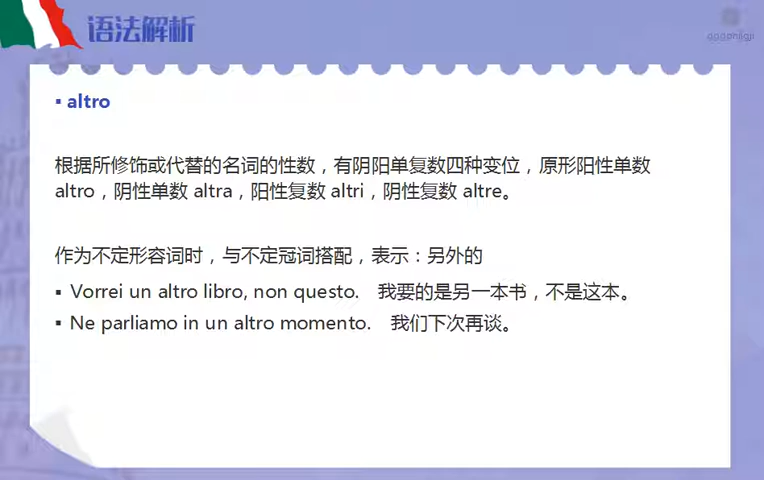 语法解析
▪ altro
根据所修饰或代替的名词的性数，有阴阳单复数四种变位，原形阳性单数
altro，阴性单数 altra，阳性复数 altri，阴性复数 altre。
作为不定形容词时，与不定冠词搭配，表示：另外的
▪ Vorrei un altro libro, non questo. 我要的是另一本书，不是这本。
▪ Ne parliamo in un altro momento. 我们下次再谈。